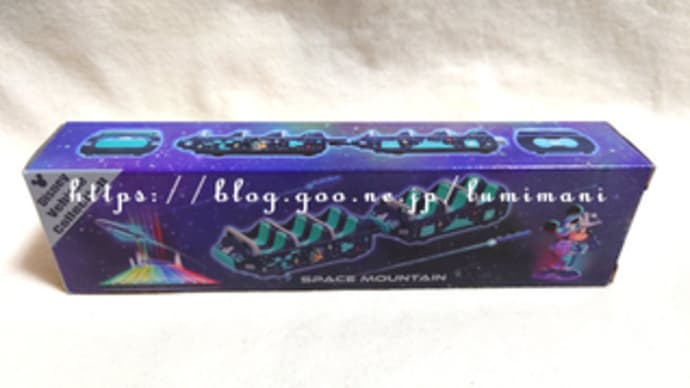 Disney
Vehicle
Collection
https://blog.goo.ne.jp/lumimani
SPACE MOUNTAIN